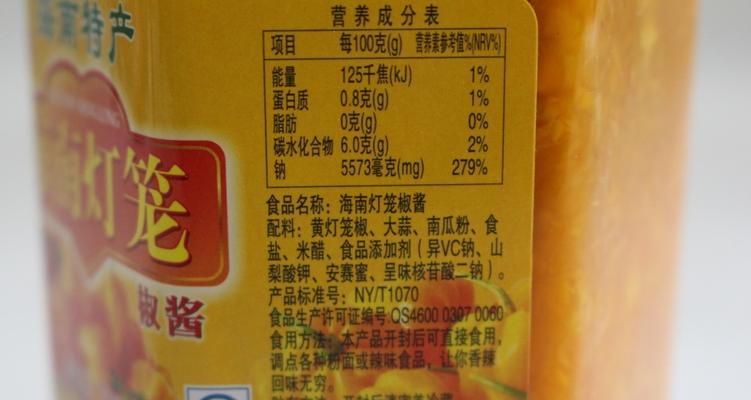 海南特产
灯笼
椒酱
营养成分表
项目 每100克(g) 营养素参考值%(NRV%)
能量 125千焦(kJ) 1%
蛋白质 0.8克(g) 1%
脂肪 0克(g) 0%
碳水化合物 6.0克(g) 2%
钠 5573毫克(mg) 279%
食品名称：海南灯笼椒酱
配料：黄灯笼椒、大蒜、南瓜粉、食
盐、米醋、食品添加剂（异VC钠、山
梨酸钾、安赛蜜、呈味核苷酸二钠）。
产品标准号：NY/T1070
食品生产许可证编号:QS4600 0307 0060
食用方法：本产品开封后可直接食用，
调点各种粉面或辣味食品，让你香辣
回味无穷。